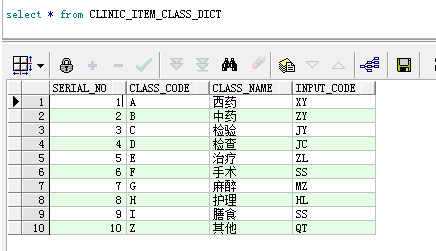 select * from CLINIC_ITEM_CLASS_DICT
SERIAL_NO CLASS_CODE CLASS_NAME INPUT_CODE
1 1 A 西药 XY
2 2 B 中药 ZY
3 3 C 检验 JY
4 4 D 检查 JC
5 5 E 治疗 ZL
6 6 F 手术 SS
7 7 G 麻醉 MZ
8 8 H 护理 HL
9 9 I 膳食 SS
10 10 Z 其他 QT